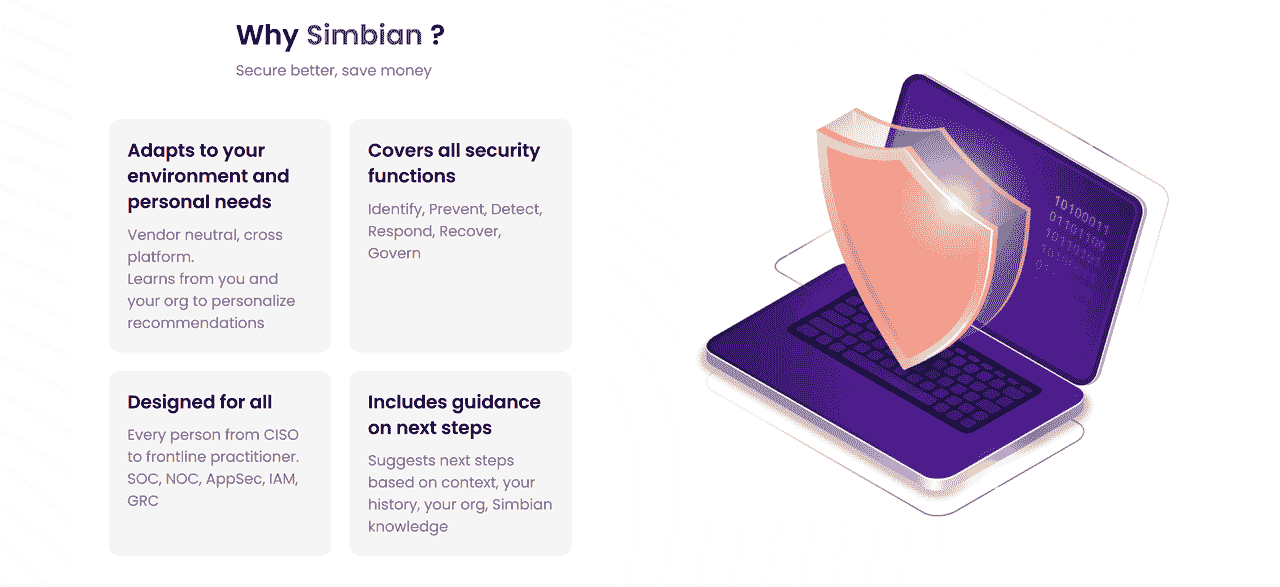 Why Simbian ?
Secure better, save money
Adapts to your
environment and
personal needs
Vendor neutral, cross
platform.
Learns from you and
your org to personalize
recommendations
Covers all security
functions
Identify, Prevent, Detect,
Respond, Recover,
Govern
Designed for all
Every person from CISO
to frontline practitioner.
SOC, NOC, AppSec, IAM,
GRC
Includes guidance
on next steps
Suggests next steps
based on context, your
history, your org, Simbian
knowledge
10100011
01101100